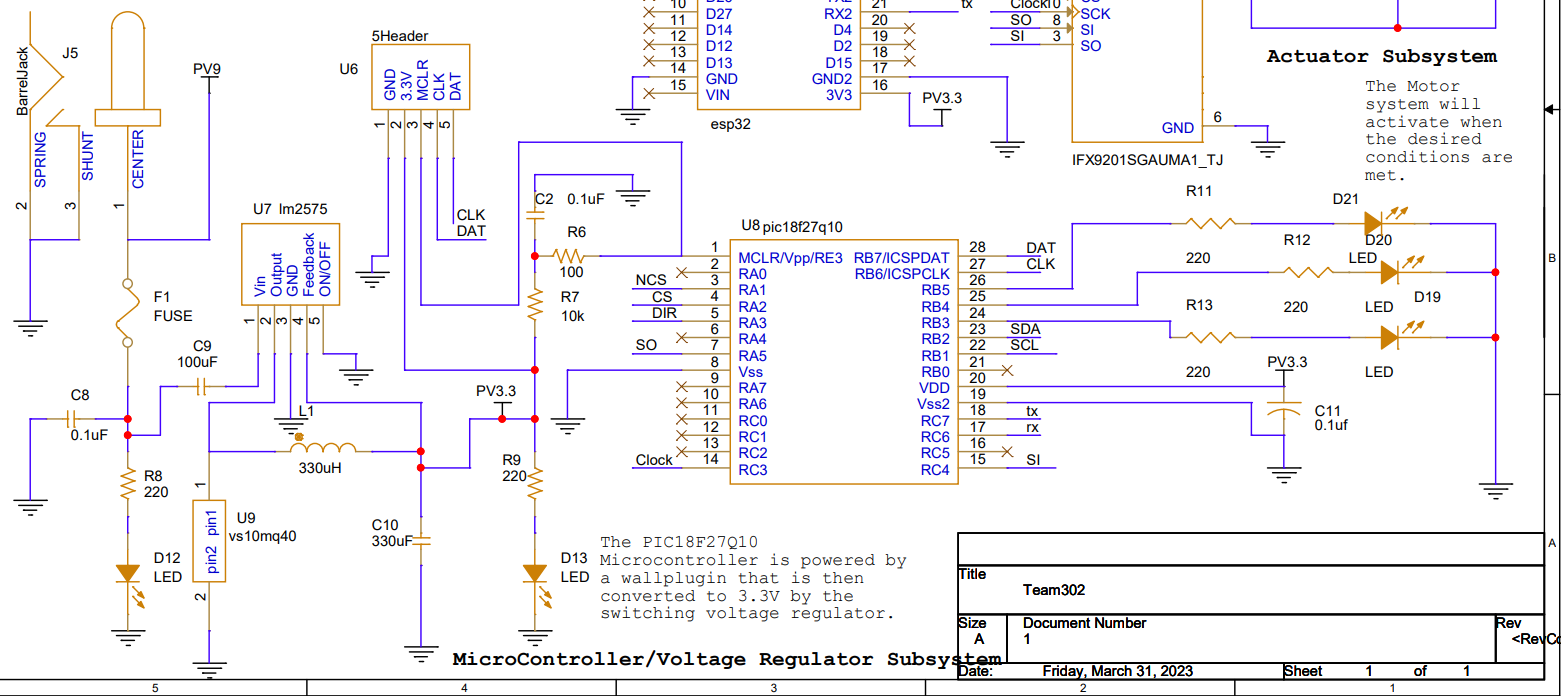 10 D27
11 D14
12 D12
13 D13
14 GND
15 VIN
21
RX2
20 D4
19 D2
18 D15
17 GND2
16 3V3
esp32
tx
PV3.3
Clock 10 SCK
SO 8 SI
SI 3 SO
GND 6
IFX9201SGAUMA1_TJ
Actuator Subsystem
The Motor
system will
activate when
the desired
conditions are
met.
BarrelJack
J5
SPRING
SHUNT
CENTER
2
3
1
PV9
5Header
U6
GND
3.3V
MCLR
CLK
DAT
1
2
3
4
5
CLK
DAT
C2 0.1uF
R6
100
R7
10k
U7 lm2575
Vin
Output
GND
Feedback
ON/OFF
1
2
3
4
5
F1
FUSE
C9
100uF
C8
0.1uF
L1
330uH
R8
220
D12
LED
1
pin1
pin2
2
U9
vs10mq40
C10
330uF
PV3.3
R9
220
D13
LED
U8 pic18f27q10
1 MCLR/Vpp/RE3
2 RA0
NCS 3 RA1
CS 4 RA2
DIR 5 RA3
6 RA4
SO 7 RA5
8 Vss
9 RA7
10 RA6
11 RC0
12 RC1
13 RC2
Clock 14 RC3
RB7/ICSPDAT 28 DAT
RB6/ICSPCLK 27 CLK
RB5 26
RB4 25
RB3 24
RB2 23 SDA
RB1 22 SCL
RB0 21
VDD 20
Vss2 19
RC7 18 tx
RC6 17 rx
RC5 16
RC4 15 SI
R11
220
D21
LED
R12
220
D20
LED
R13
220
D19
LED
PV3.3
C11
0.1uf
The PIC18F27Q10
Microcontroller is powered by
a wallplugin that is then
converted to 3.3V by the
switching voltage regulator.
MicroController/Voltage Regulator Subsystem
Title
Team302
Size
A
Document Number
1
Rev
Date:
Friday, March 31, 2023
Sheet 1 of 1
B
A
5
4
3
2
1